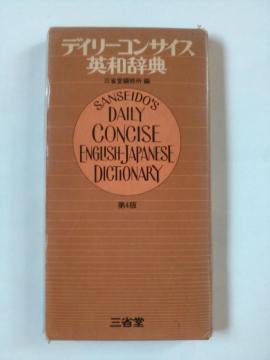 デイリーコンサイス
英和辞典
三省堂編修所 編
SANSEIDO'S
DAILY
CONCISE
ENGLISH-JAPANESE
DICTIONARY
第4版
三省堂